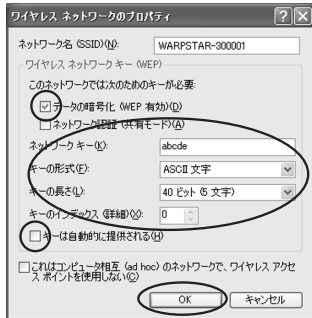 ワイヤレス ネットワークのプロパティ
ネットワーク名 (SSID)(N): WARPSTAR-300001
ワイヤレス ネットワーク キー (WEP)
このネットワークでは次のためのキーが必要:
データの暗号化 (WEP 有効)(D)
ネットワーク認証 (共有モード)(A)
ネットワーク キー(K): abcde
キーの形式(F): ASCII 文字
キーの長さ(L): 40 ビット (5 文字)
キーのインデックス (詳細)(X): 0
キーは自動的に提供される(H)
これはコンピュータ相互 (ad hoc) のネットワークで、ワイヤレス アクセ
ス ポイントを使用しない(C)
OK キャンセル